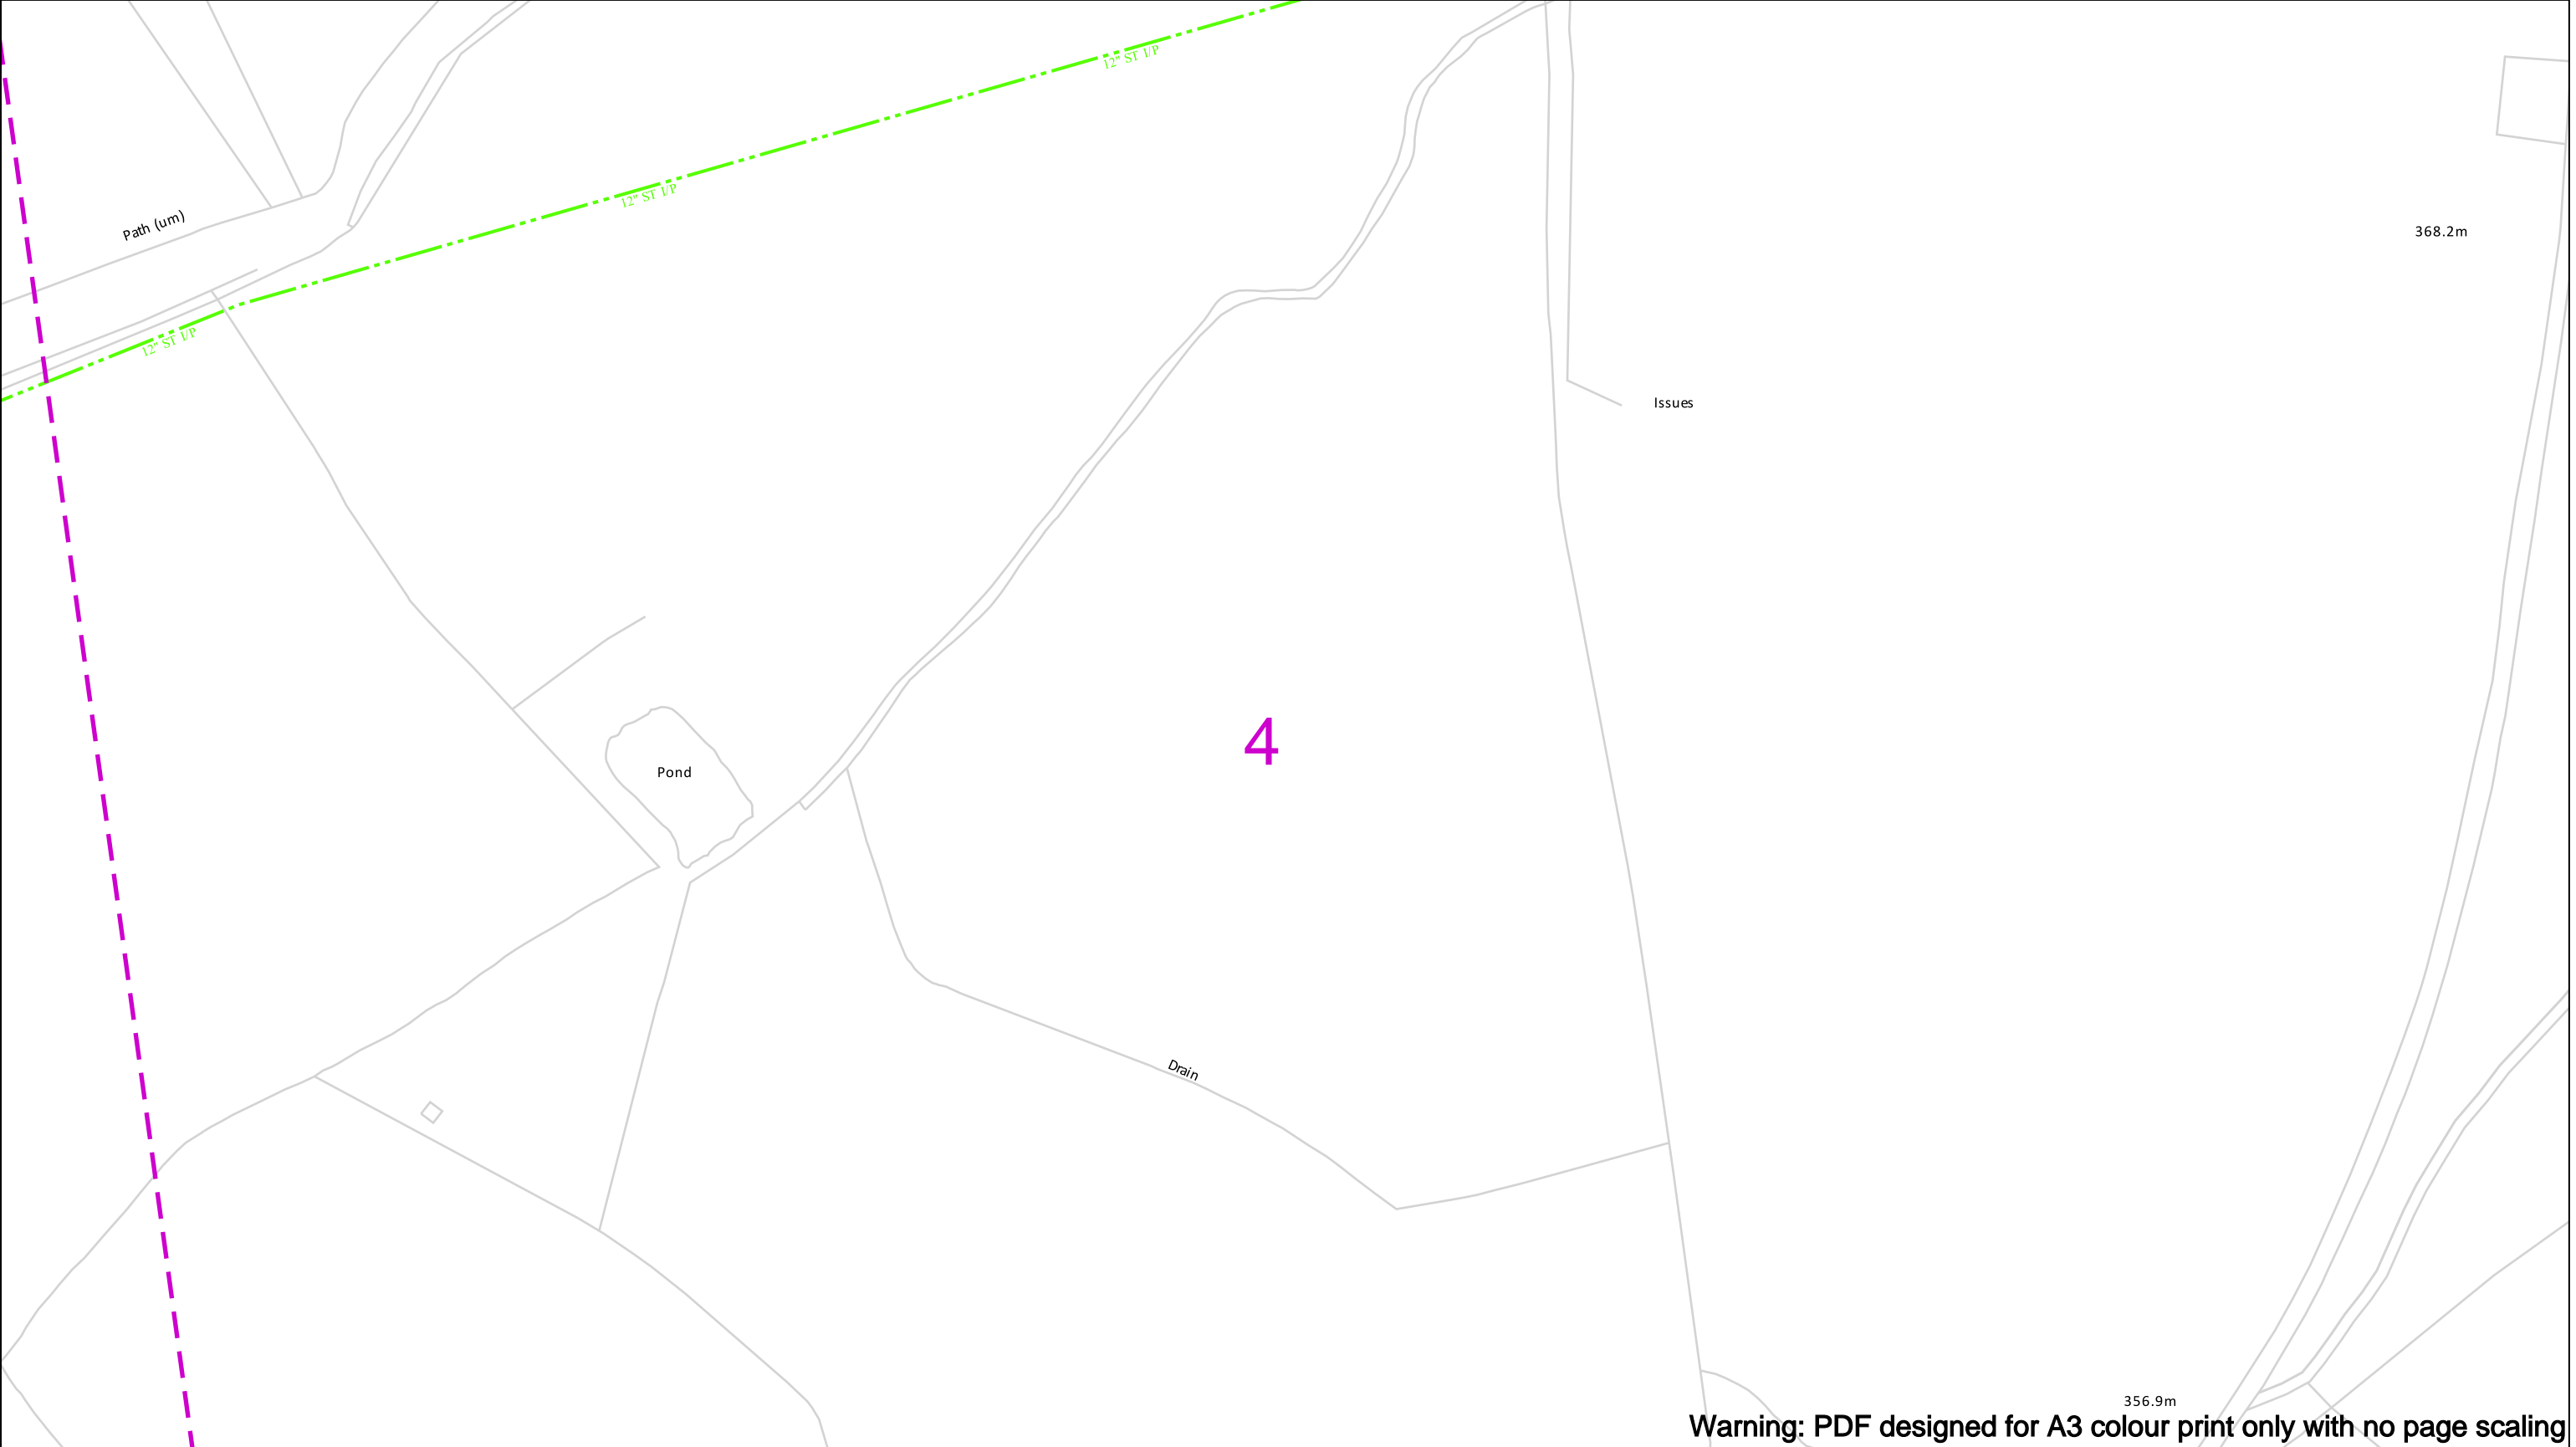 12" ST I/P
12" ST I/P
Path (um)
368.2m
12" ST I/P
Issues
4
Pond
Drain
356.9m
Warning: PDF designed for A3 colour print only with no page scaling